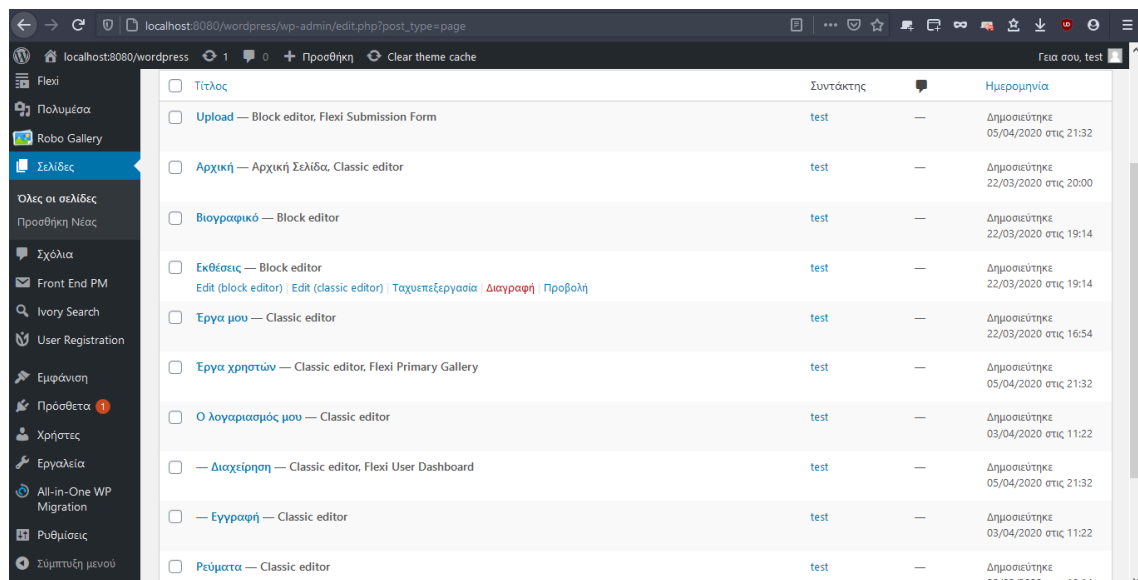 localhost:8080/wordpress/wp-admin/edit.php?post_type=page
localhost:8080/wordpress 1 0 + Προσθήκη Clear theme cache Γεια σου, test
Flexi
Πολυμέσα
Robo Gallery
Σελίδες
Όλες οι σελίδες
Προσθήκη Νέας
Σχόλια
Front End PM
Ivory Search
User Registration
Εμφάνιση
Πρόσθετα 1
Χρήστες
Εργαλεία
All-in-One WP
Migration
Ρυθμίσεις
Σύμπτυξη μενού
Τίτλος Συντάκτης Ημερομηνία
Upload — Block editor, Flexi Submission Form test — Δημοσιεύτηκε
05/04/2020 στις 21:32
Αρχική — Αρχική Σελίδα, Classic editor test — Δημοσιεύτηκε
22/03/2020 στις 20:00
Βιογραφικό — Block editor test — Δημοσιεύτηκε
22/03/2020 στις 19:14
Εκθέσεις — Block editor test — Δημοσιεύτηκε
Edit (block editor) | Edit (classic editor) | Ταχυεπεξεργασία | Διαγραφή | Προβολή 22/03/2020 στις 19:14
Έργα μου — Classic editor test — Δημοσιεύτηκε
22/03/2020 στις 16:54
Έργα χρηστών — Classic editor, Flexi Primary Gallery test — Δημοσιεύτηκε
05/04/2020 στις 21:32
Ο λογαριασμός μου — Classic editor test — Δημοσιεύτηκε
03/04/2020 στις 11:22
— Διαχείρηση — Classic editor, Flexi User Dashboard test — Δημοσιεύτηκε
05/04/2020 στις 21:32
— Εγγραφή — Classic editor test — Δημοσιεύτηκε
03/04/2020 στις 11:22
Ρεύματα — Classic editor test — Δημοσιεύτηκε